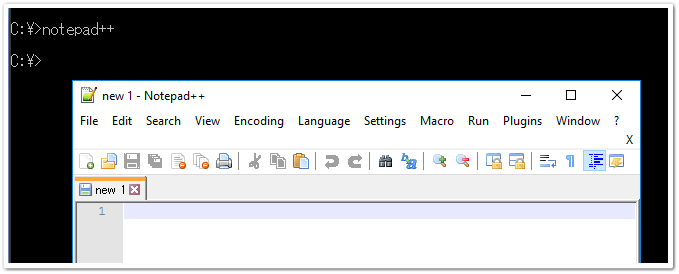 C:¥>notepad++
C:¥>
new 1 - Notepad++
File Edit Search View Encoding Language Settings Macro Run Plugins Window ?
X
new 1
1